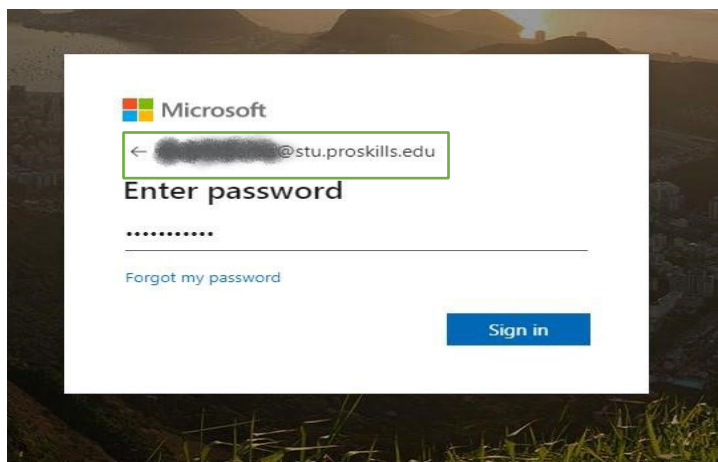 Microsoft
← @stu.proskills.edu
Enter password
...........
Forgot my password
Sign in